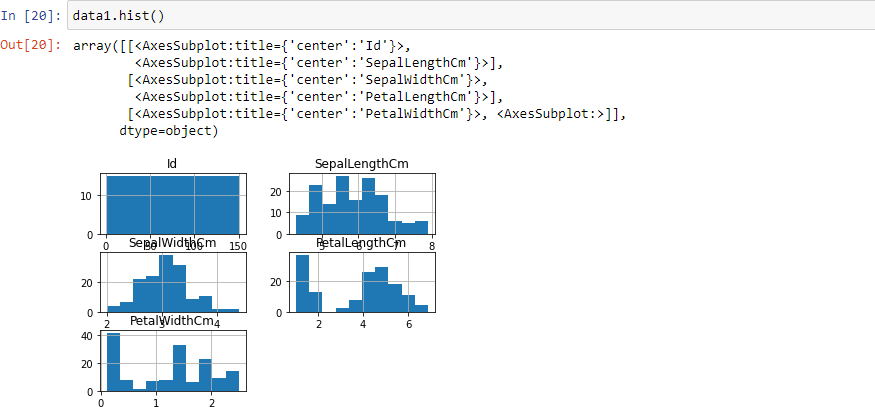 In [20]: data1.hist()
Out[20]: array([[<AxesSubplot:title={'center':'Id'}>,
<AxesSubplot:title={'center':'SepalLengthCm'}>],
[<AxesSubplot:title={'center':'SepalWidthCm'}>,
<AxesSubplot:title={'center':'PetalLengthCm'}>],
[<AxesSubplot:title={'center':'PetalWidthCm'}>, <AxesSubplot:>]],
dtype=object)
Id
10
0
0 50 100 150
SepalLengthCm
20
10
0
5 6 7 8
SepalWidthCm
20
0
2 3 4
PetalLengthCm
20
0
2 4 6
PetalWidthCm
40
20
0
0 1 2